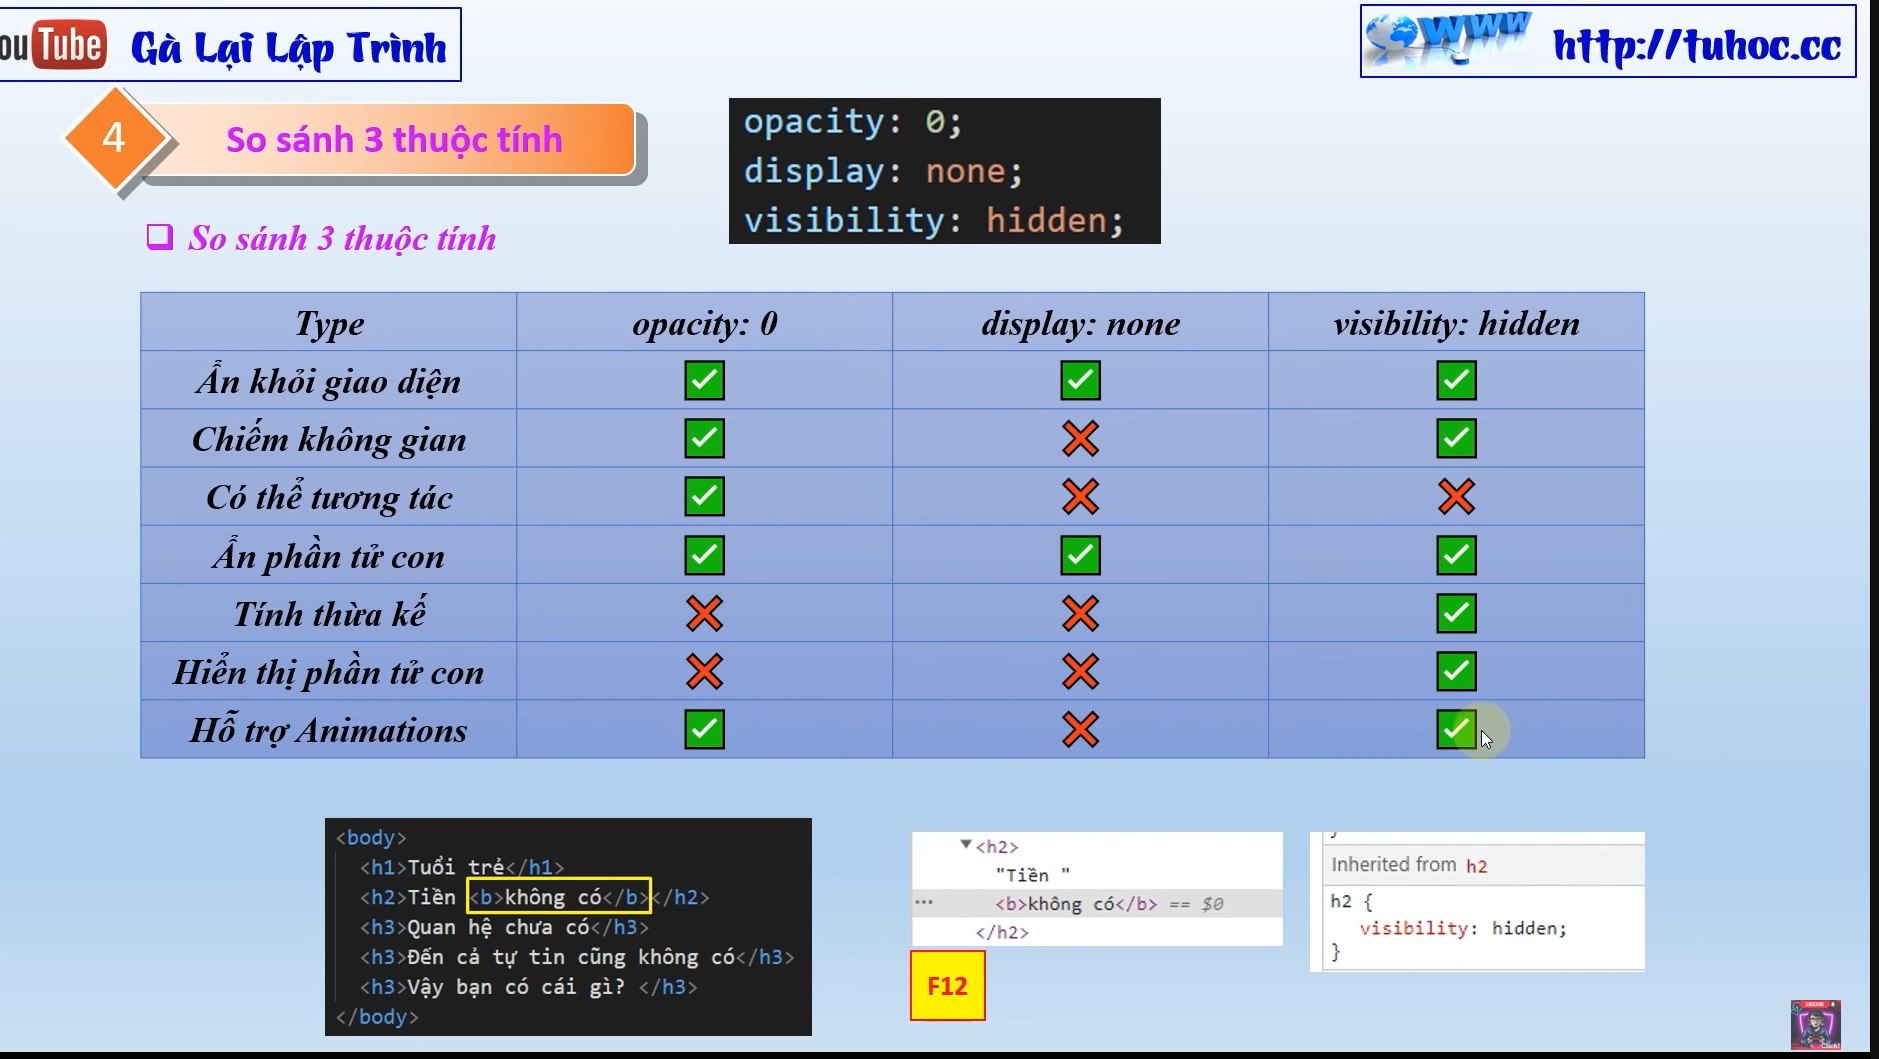 ouTube Gà Lại Lập Trình
http://tuhoc.cc
4 So sánh 3 thuộc tính
opacity: 0;
display: none;
visibility: hidden;
So sánh 3 thuộc tính
Type opacity: 0 display: none visibility: hidden
Ẩn khỏi giao diện
Chiếm không gian
Có thể tương tác
Ẩn phần tử con
Tính thừa kế
Hiển thị phần tử con
Hỗ trợ Animations
<body>
<h1>Tuổi trẻ</h1>
<h2>Tiền <b>không có</b></h2>
<h3>Quan hệ chưa có</h3>
<h3>Đến cả tự tin cũng không có</h3>
<h3>Vậy bạn có cái gì? </h3>
</body>
<h2>
"Tiền "
<b>không có</b> == $0
</h2>
F12
}
Inherited from h2
h2 {
visibility: hidden;
}